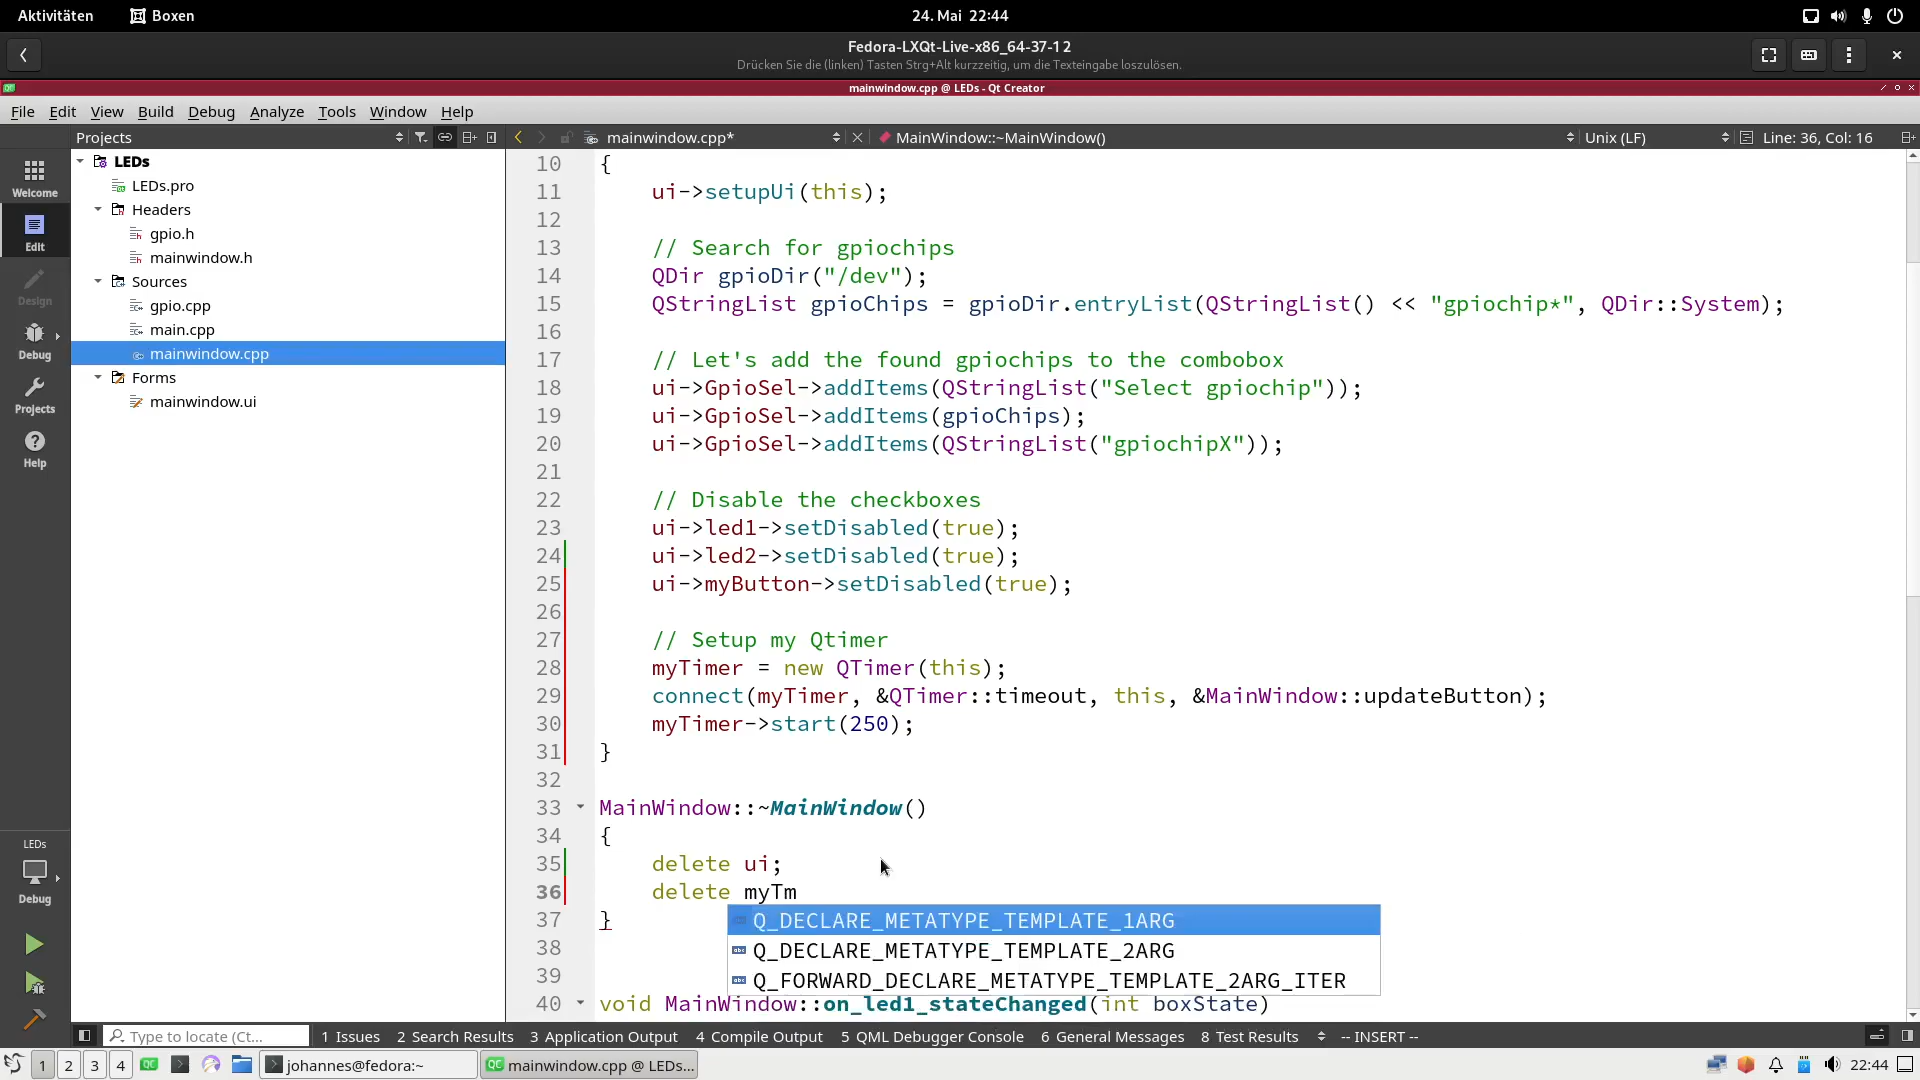 Aktivitäten
Boxen
24. Mai 22:44
Fedora-LXQt-Live-x86_64-37-12
Drücken Sie die (linken) Tasten Strg+Alt kurzzeitig, um die Texteingabe loszulösen.
mainwindow.cpp @ LEDs - Qt Creator
File Edit View Build Debug Analyze Tools Window Help
Projects
mainwindow.cpp*
MainWindow::~MainWindow()
Unix (LF)
Line: 36, Col: 16
Welcome
Edit
Design
Debug
Projects
Help
LEDs
Debug
LEDs
LEDs.pro
Headers
gpio.h
mainwindow.h
Sources
gpio.cpp
main.cpp
mainwindow.cpp
Forms
mainwindow.ui
10 {
11 ui->setupUi(this);
12
13 // Search for gpiochips
14 QDir gpioDir("/dev");
15 QStringList gpioChips = gpioDir.entryList(QStringList() << "gpiochip*", QDir::System);
16
17 // Let's add the found gpiochips to the combobox
18 ui->GpioSel->addItems(QStringList("Select gpiochip"));
19 ui->GpioSel->addItems(gpioChips);
20 ui->GpioSel->addItems(QStringList("gpiochipX"));
21
22 // Disable the checkboxes
23 ui->led1->setDisabled(true);
24 ui->led2->setDisabled(true);
25 ui->myButton->setDisabled(true);
26
27 // Setup my Qtimer
28 myTimer = new QTimer(this);
29 connect(myTimer, &QTimer::timeout, this, &MainWindow::updateButton);
30 myTimer->start(250);
31 }
32
33 MainWindow::~MainWindow()
34 {
35 delete ui;
36 delete myTm
37 }
38
39
40 void MainWindow::on_led1_stateChanged(int boxState)
Q_DECLARE_METATYPE_TEMPLATE_1ARG
Q_DECLARE_METATYPE_TEMPLATE_2ARG
Q_FORWARD_DECLARE_METATYPE_TEMPLATE_2ARG_ITER
Type to locate (Ct...
1 Issues 2 Search Results 3 Application Output 4 Compile Output 5 QML Debugger Console 6 General Messages 8 Test Results -- INSERT --
1 2 3 4
johannes@fedora:~
mainwindow.cpp @ LEDs...
22:44